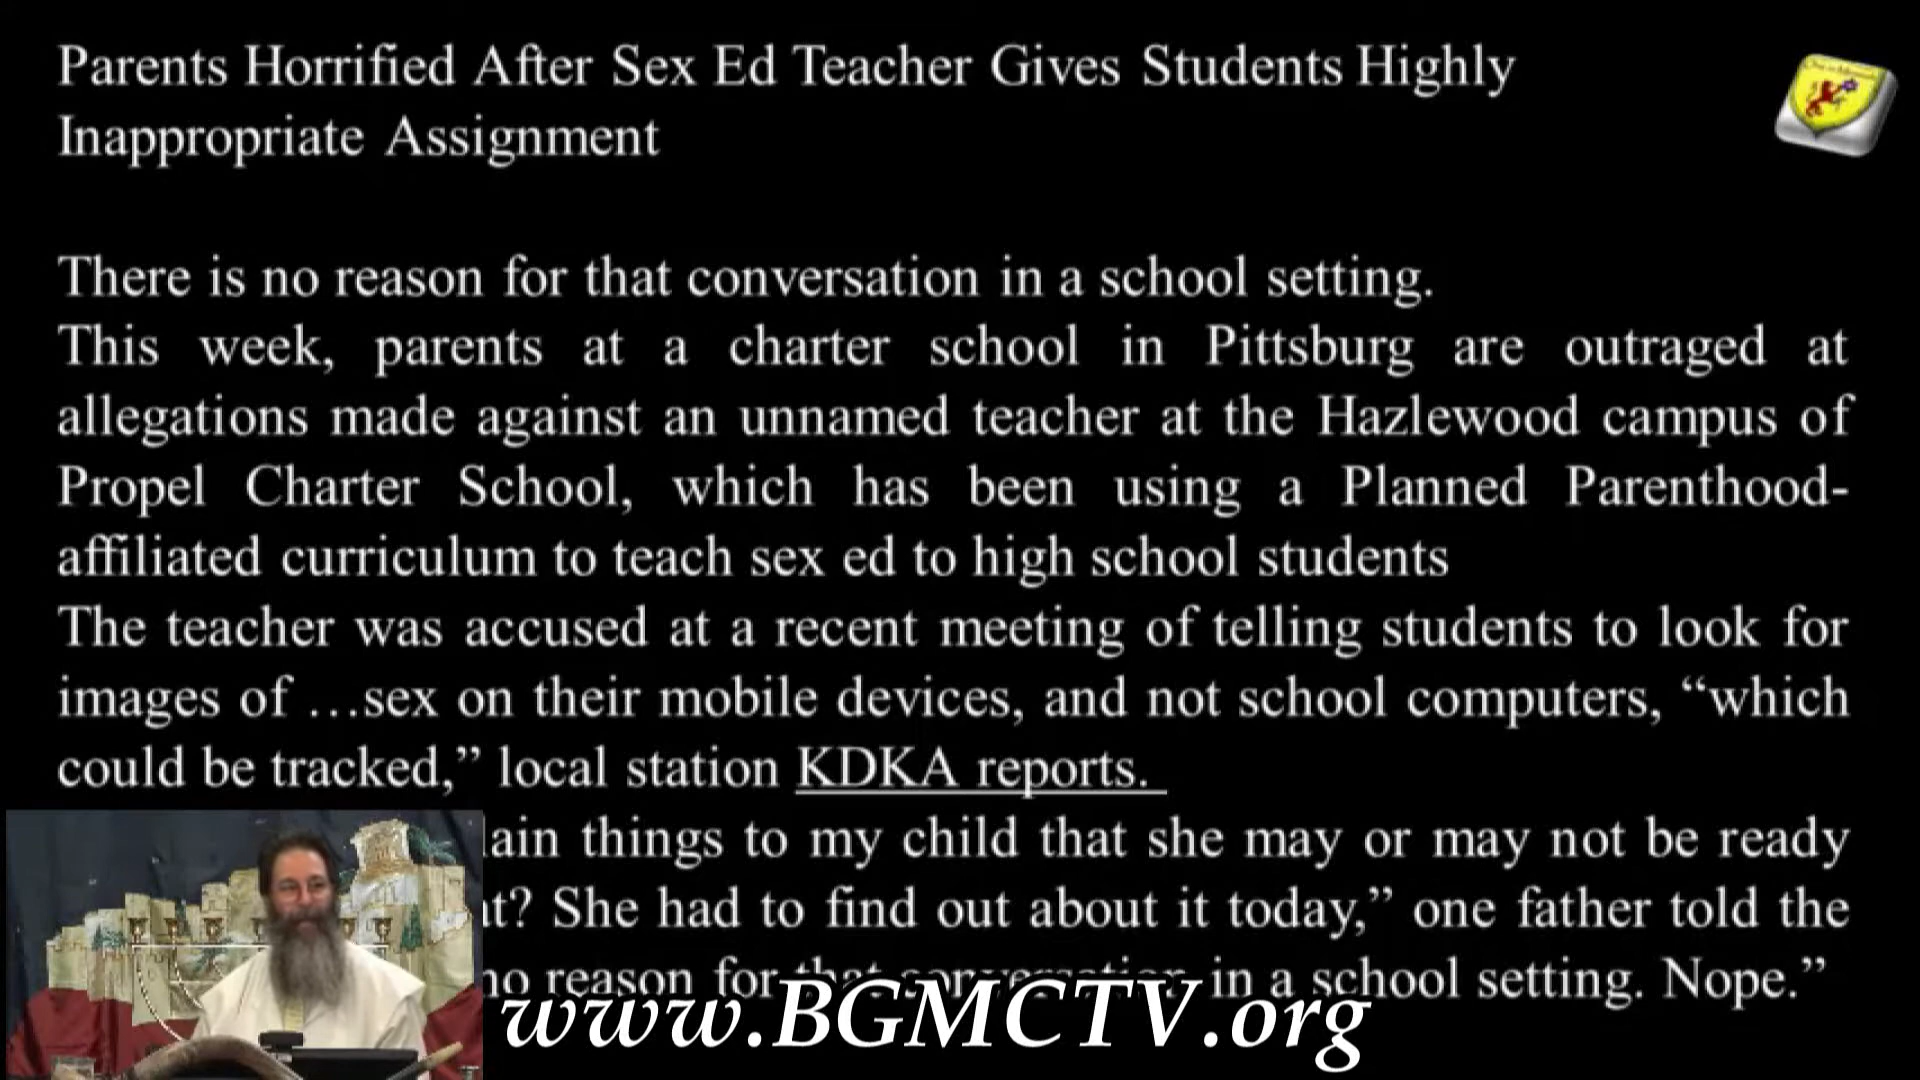 Parents Horrified After Sex Ed Teacher Gives Students Highly
Inappropriate Assignment
There is no reason for that conversation in a school setting.
This week, parents at a charter school in Pittsburg are outraged at
allegations made against an unnamed teacher at the Hazlewood campus of
Propel Charter School, which has been using a Planned Parenthood-
affiliated curriculum to teach sex ed to high school students
The teacher was accused at a recent meeting of telling students to look for
images of …sex on their mobile devices, and not school computers, “which
could be tracked,” local station KDKA reports.
ain things to my child that she may or may not be ready
t? She had to find out about it today,” one father told the
no reason for that conversation in a school setting. Nope.”
www.BGMCTV.org